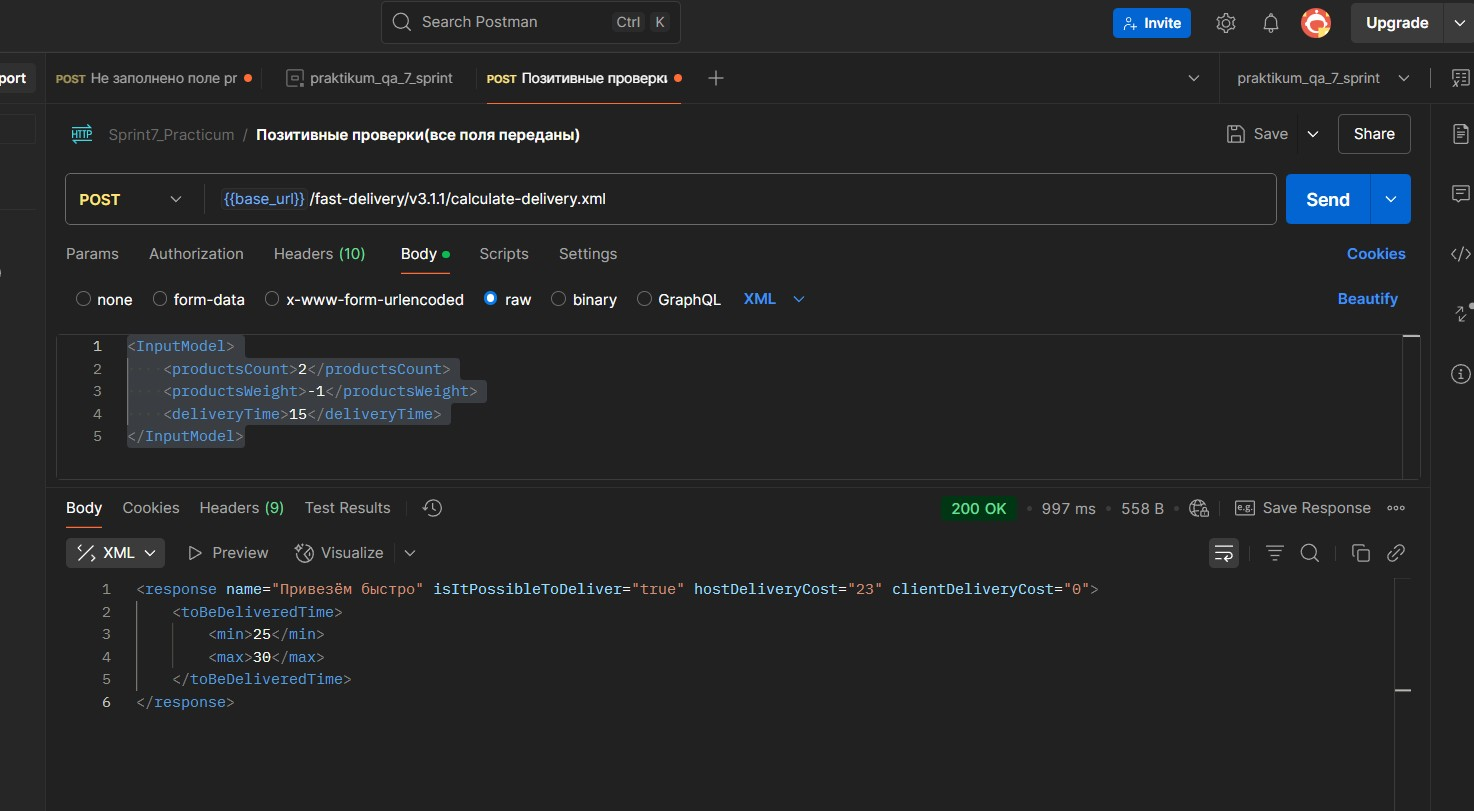 Search Postman Ctrl K Invite Upgrade
port POST Не заполнено поле pr praktikum_qa_7_sprint POST Позитивные проверки praktikum_qa_7_sprint
HTTP Sprint7_Practicum / Позитивные проверки(все поля переданы) Save Share
POST {{base_url}} /fast-delivery/v3.1.1/calculate-delivery.xml Send
Params Authorization Headers (10) Body Scripts Settings Cookies
none form-data x-www-form-urlencoded raw binary GraphQL XML Beautify
1 <InputModel>
2 <productsCount>2</productsCount>
3 <productsWeight>-1</productsWeight>
4 <deliveryTime>15</deliveryTime>
5 </InputModel>
Body Cookies Headers (9) Test Results 200 OK • 997 ms • 558 B • e.g. Save Response
XML Preview Visualize
1 <response name="Привезём быстро" isItPossibleToDeliver="true" hostDeliveryCost="23" clientDeliveryCost="0">
2 <toBeDeliveredTime>
3 <min>25</min>
4 <max>30</max>
5 </toBeDeliveredTime>
6 </response>